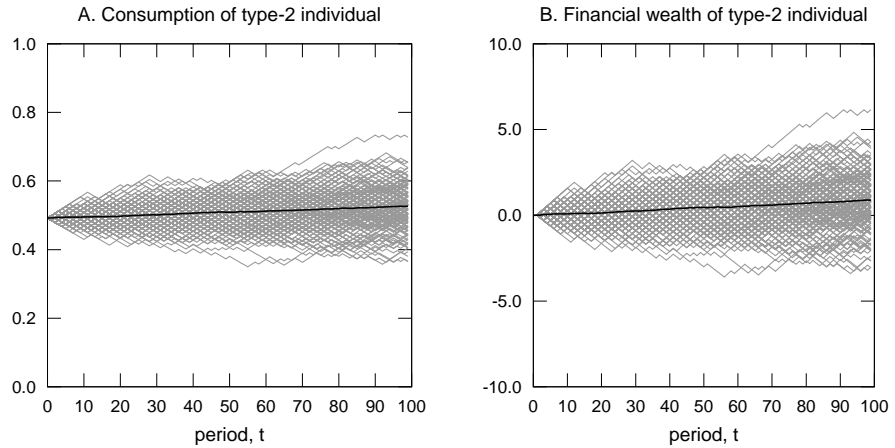 A. Consumption of type-2 individual
1.0
0.8
0.6
0.4
0.2
0.0
0 10 20 30 40 50 60 70 80 90 100
period, t
B. Financial wealth of type-2 individual
10.0
5.0
0.0
-5.0
-10.0
0 10 20 30 40 50 60 70 80 90 100
period, t